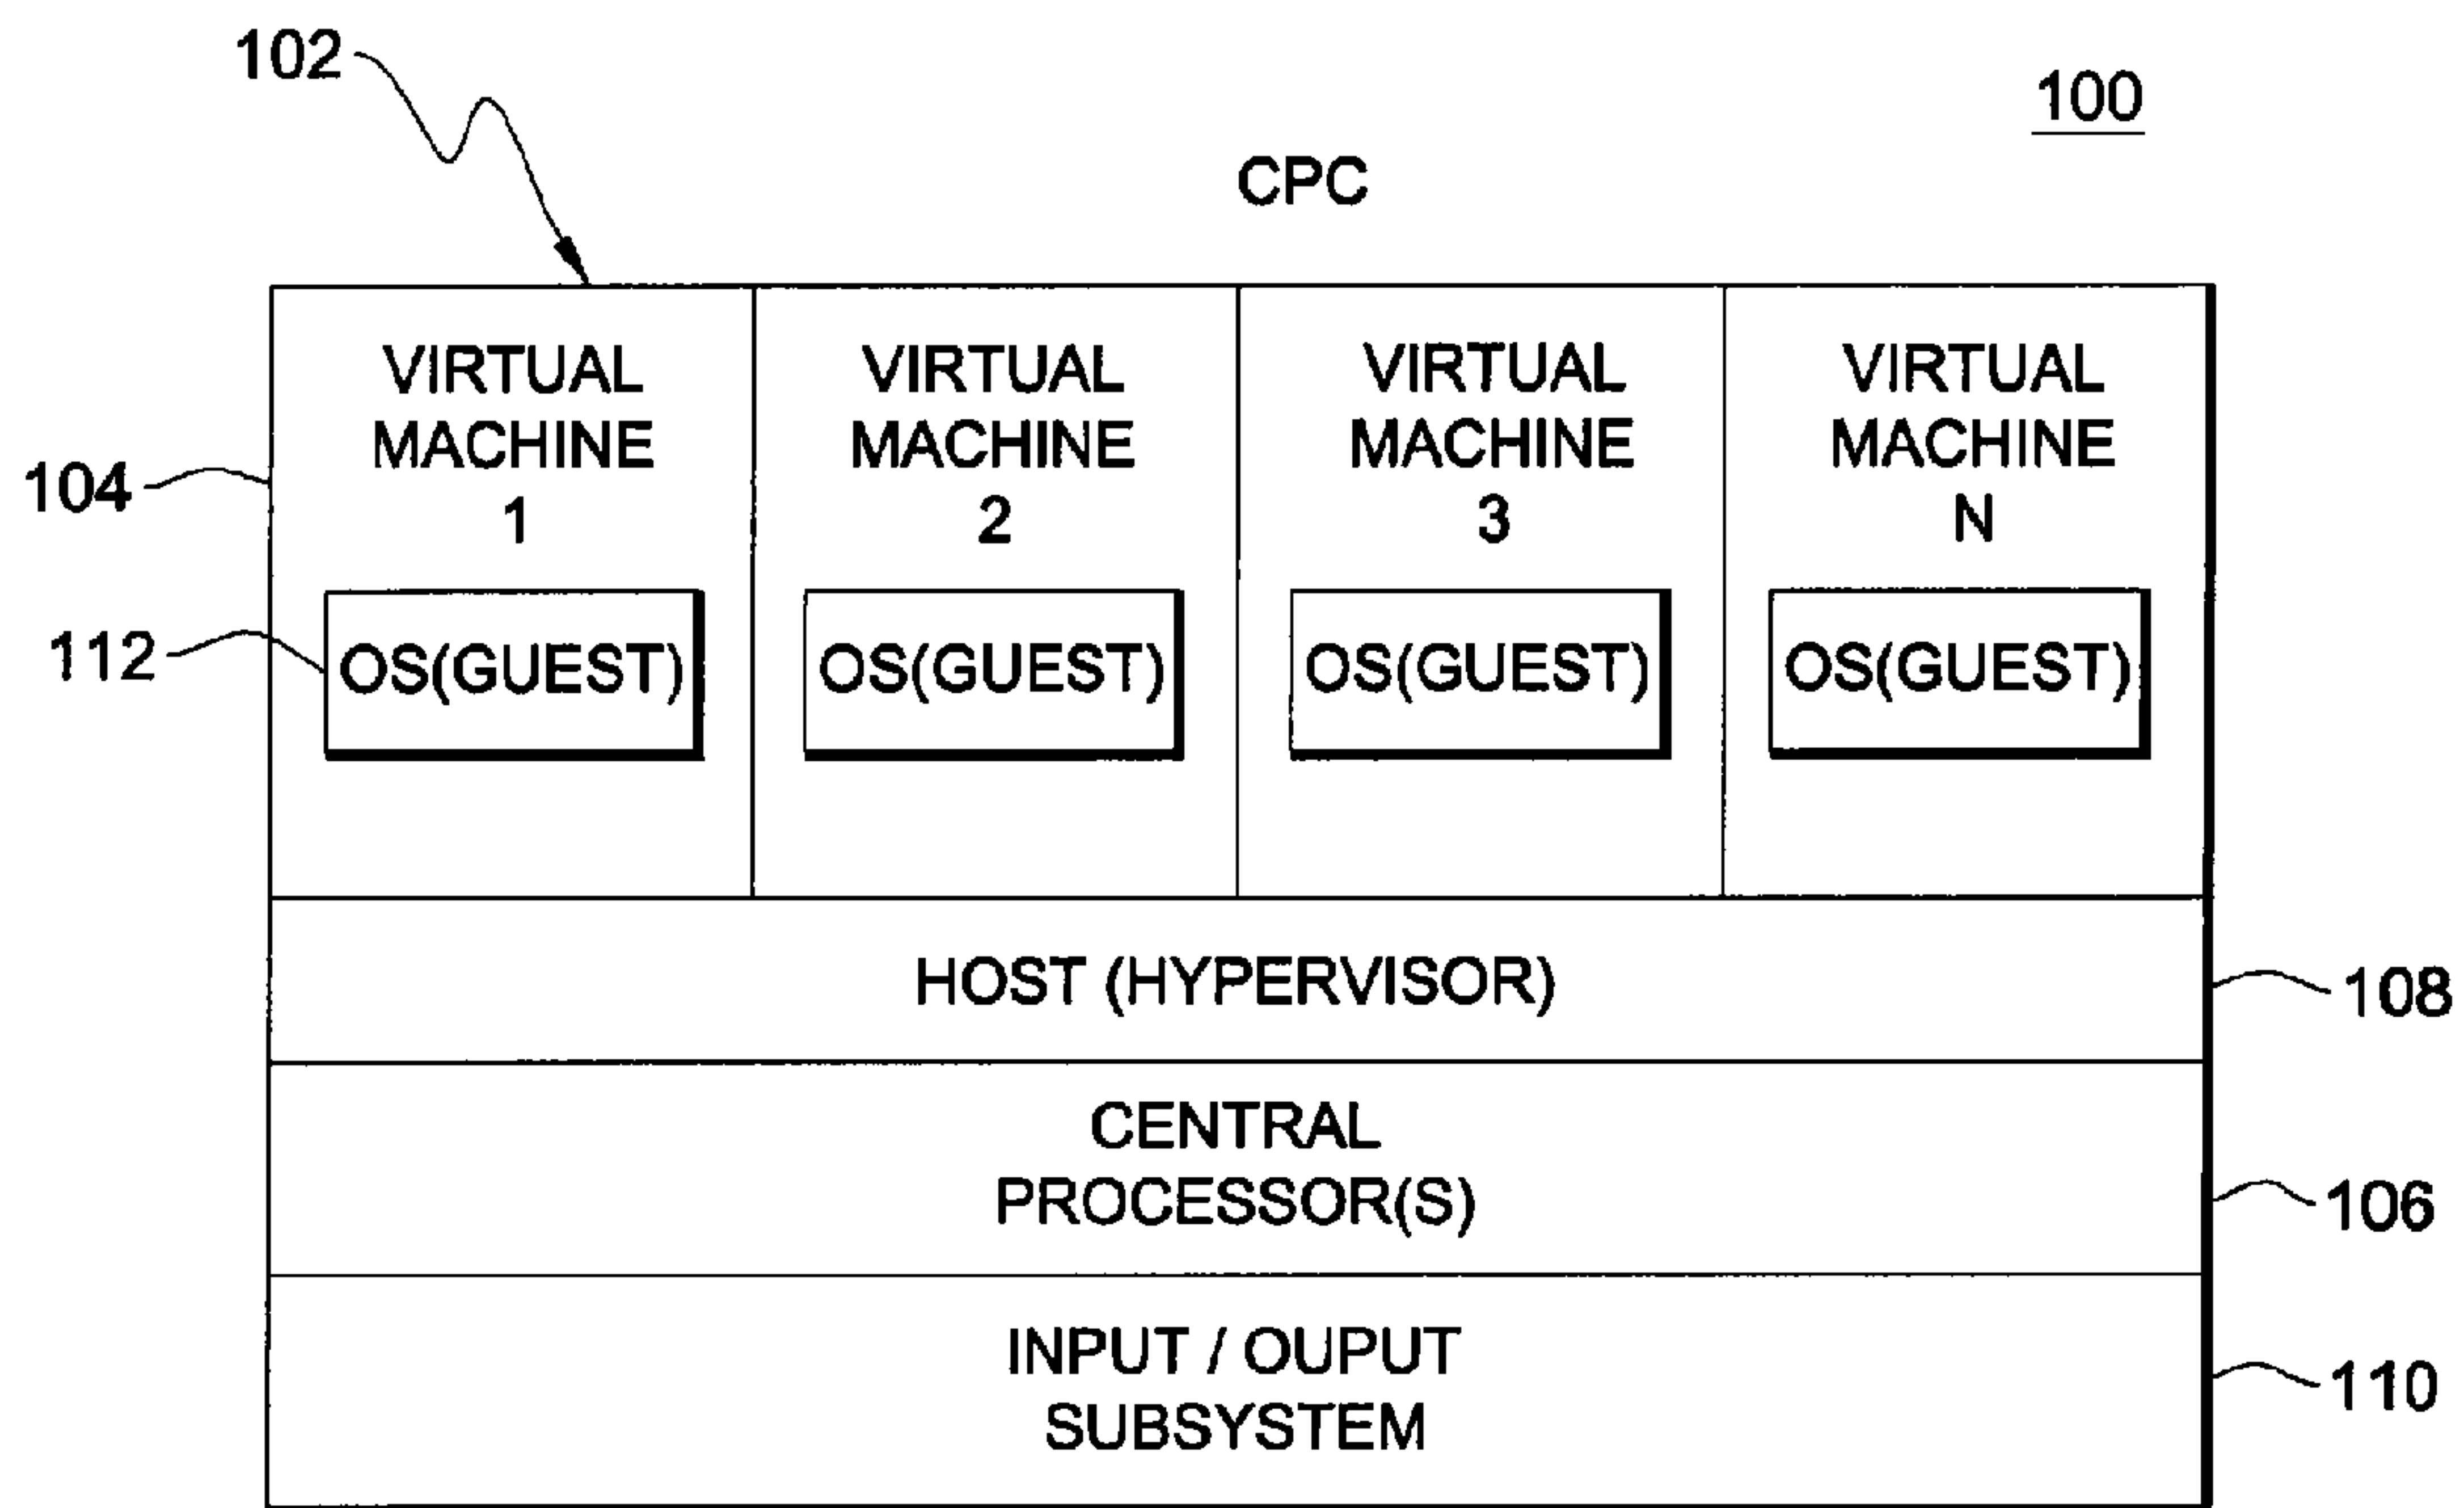 102
100
CPC
VIRTUAL
MACHINE
1
VIRTUAL
MACHINE
2
VIRTUAL
MACHINE
3
VIRTUAL
MACHINE
N
104
112
OS(GUEST)
OS(GUEST)
OS(GUEST)
OS(GUEST)
HOST (HYPERVISOR)
108
CENTRAL
PROCESSOR(S)
106
INPUT / OUPUT
SUBSYSTEM
110